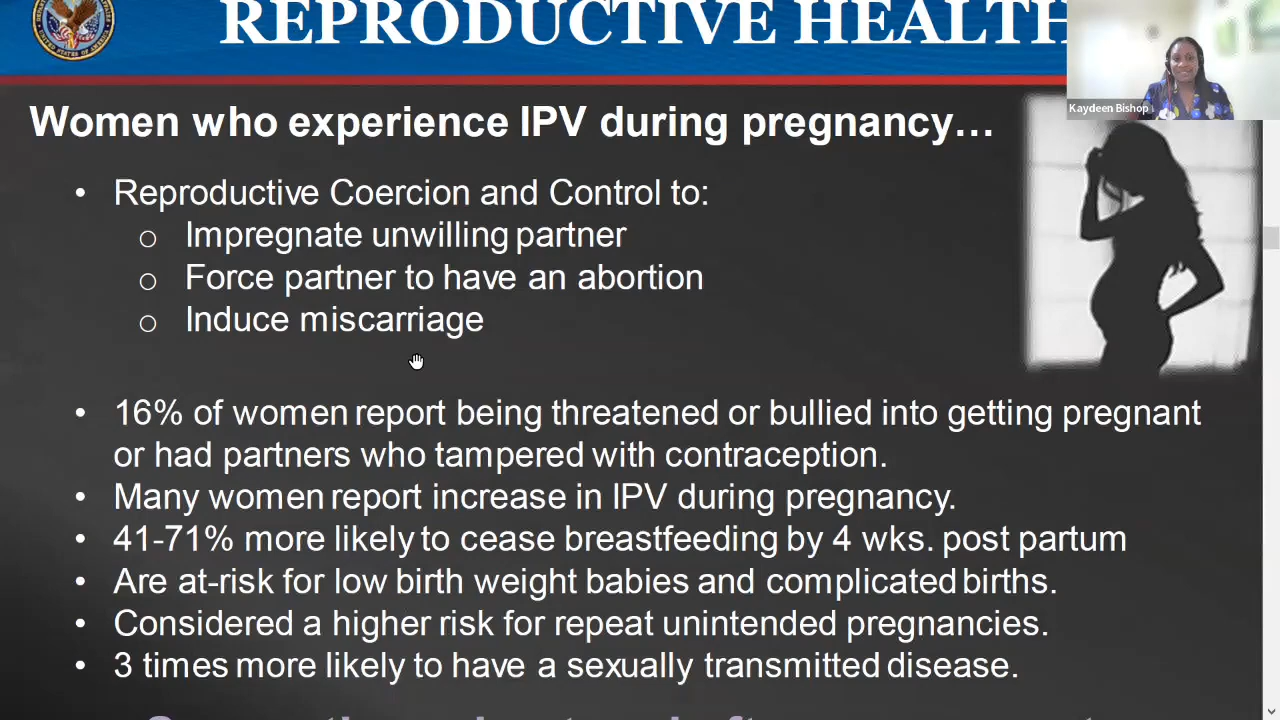 REPRODUCTIVE HEALTH
Kaydeen Bishop
Women who experience IPV during pregnancy…
• Reproductive Coercion and Control to:
o Impregnate unwilling partner
o Force partner to have an abortion
o Induce miscarriage
• 16% of women report being threatened or bullied into getting pregnant
or had partners who tampered with contraception.
• Many women report increase in IPV during pregnancy.
• 41-71% more likely to cease breastfeeding by 4 wks. post partum
• Are at-risk for low birth weight babies and complicated births.
• Considered a higher risk for repeat unintended pregnancies.
• 3 times more likely to have a sexually transmitted disease.